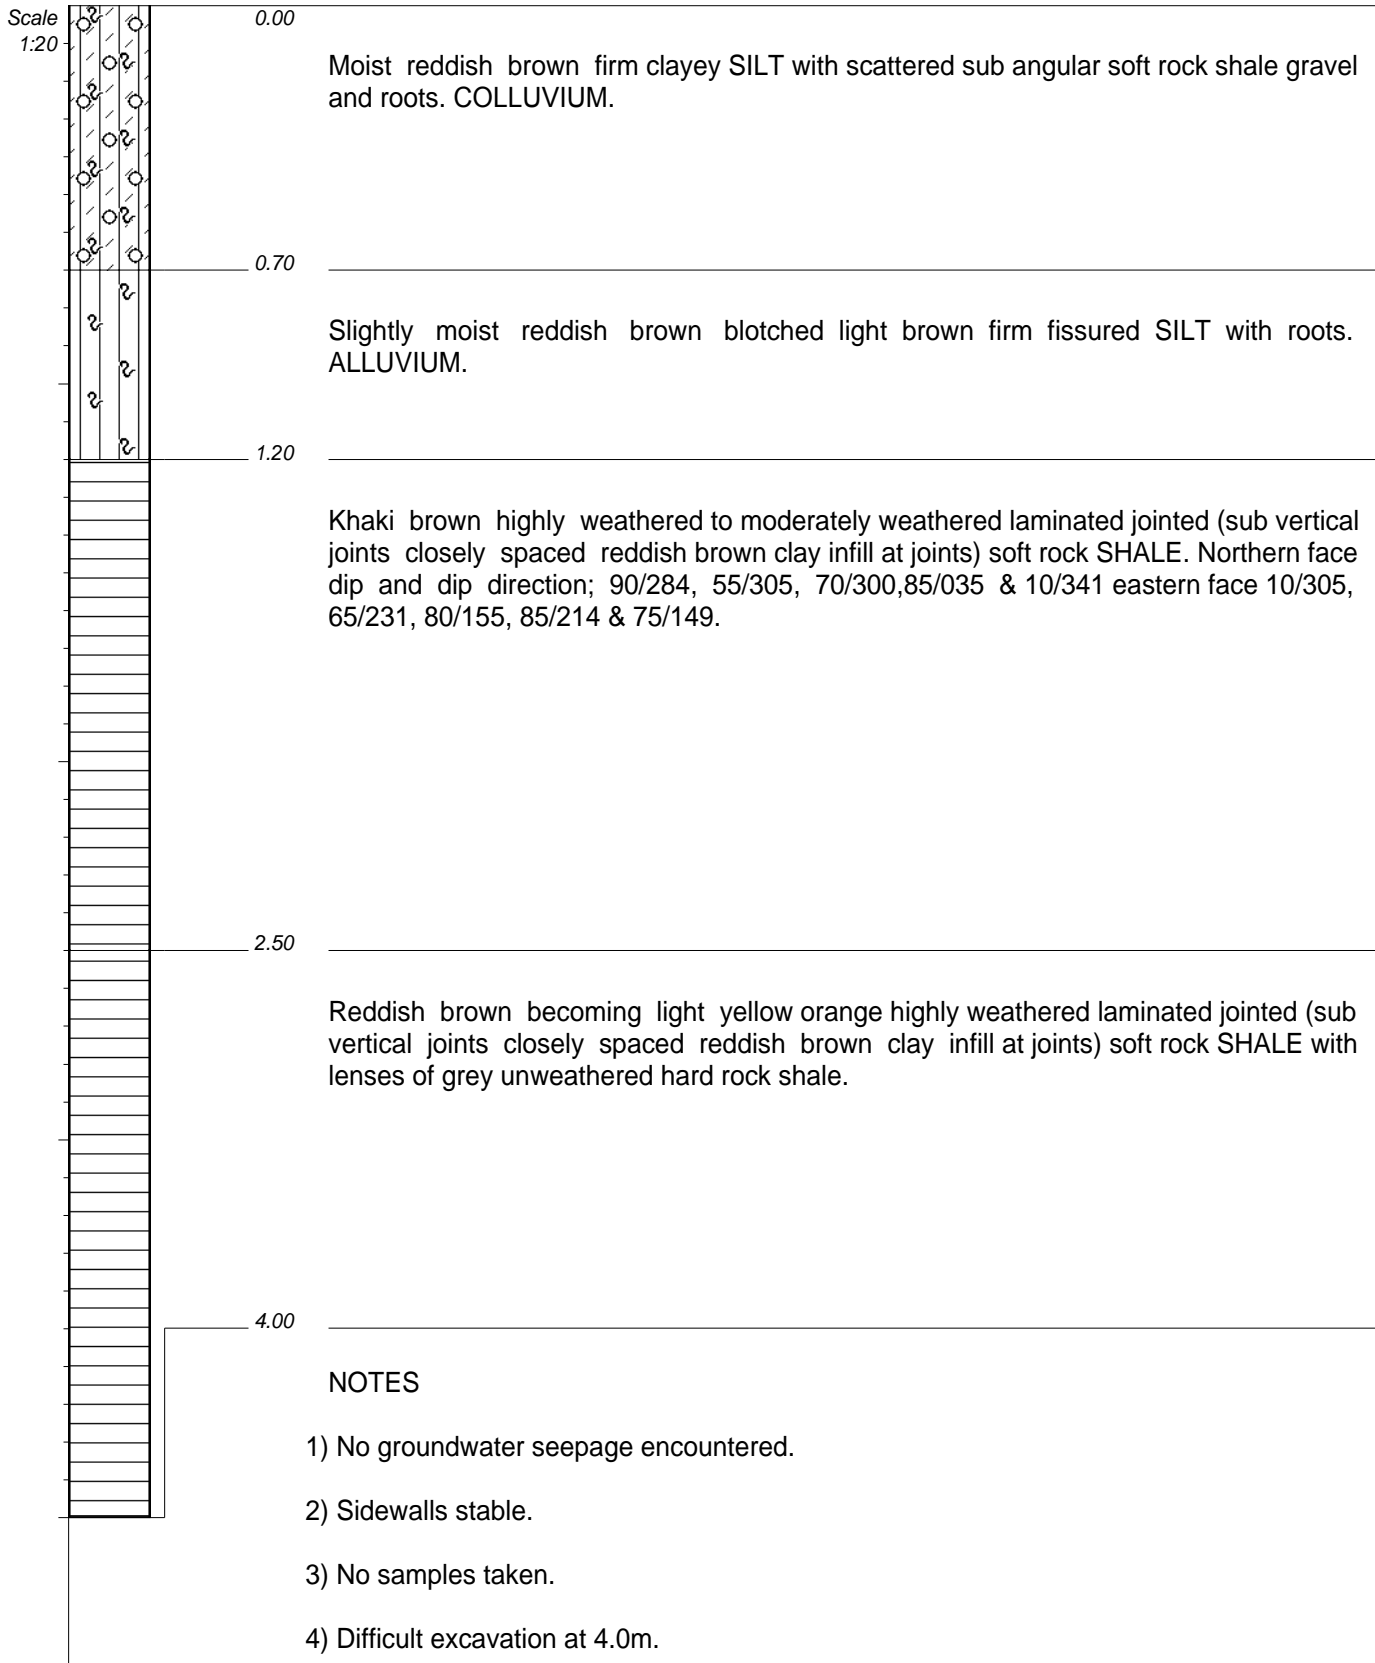 Scale
1:20
0.00
Moist reddish brown firm clayey SILT with scattered sub angular soft rock shale gravel
and roots. COLLUVIUM.
0.70
Slightly moist reddish brown blotched light brown firm fissured SILT with roots.
ALLUVIUM.
1.20
Khaki brown highly weathered to moderately weathered laminated jointed (sub vertical
joints closely spaced reddish brown clay infill at joints) soft rock SHALE. Northern face
dip and dip direction; 90/284, 55/305, 70/300,85/035 & 10/341 eastern face 10/305,
65/231, 80/155, 85/214 & 75/149.
2.50
Reddish brown becoming light yellow orange highly weathered laminated jointed (sub
vertical joints closely spaced reddish brown clay infill at joints) soft rock SHALE with
lenses of grey unweathered hard rock shale.
4.00
NOTES
1) No groundwater seepage encountered.
2) Sidewalls stable.
3) No samples taken.
4) Difficult excavation at 4.0m.